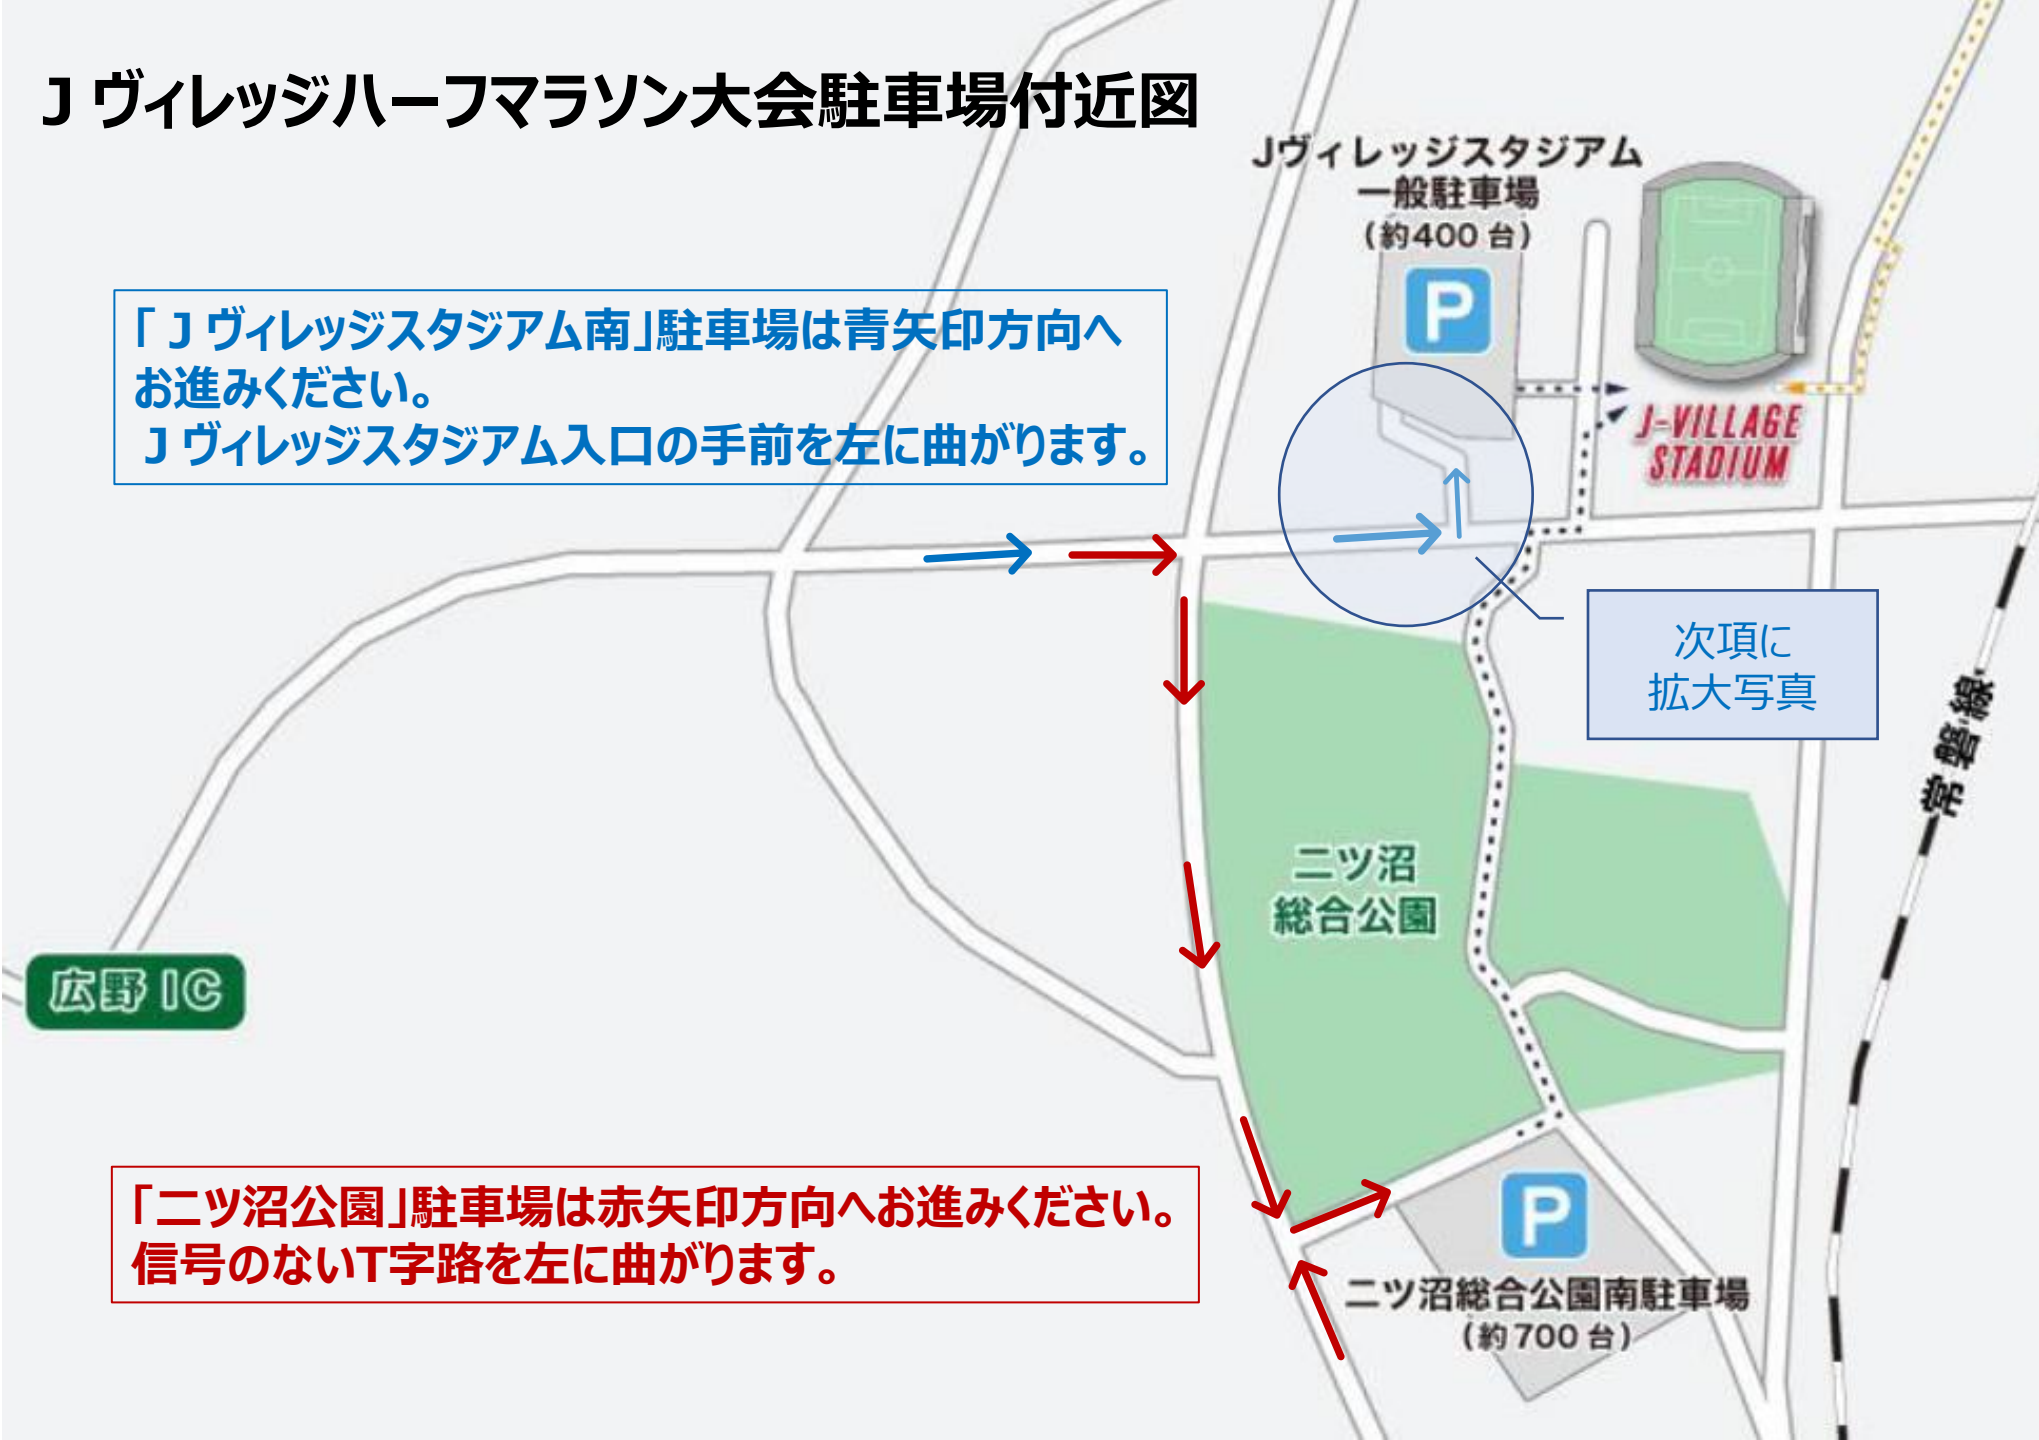 Jヴィレッジハーフマラソン大会駐車場付近図
Jヴィレッジスタジアム
一般駐車場
(約400台)
P
「Jヴィレッジスタジアム南」駐車場は青矢印方向へ
お進みください。
Jヴィレッジスタジアム入口の手前を左に曲がります。
J-VILLAGE
STADIUM
次項に
拡大写真
常磐線
二ツ沼
総合公園
広野IC
「二ツ沼公園」駐車場は赤矢印方向へお進みください。
信号のないT字路を左に曲がります。
P
二ツ沼総合公園南駐車場
(約700台)